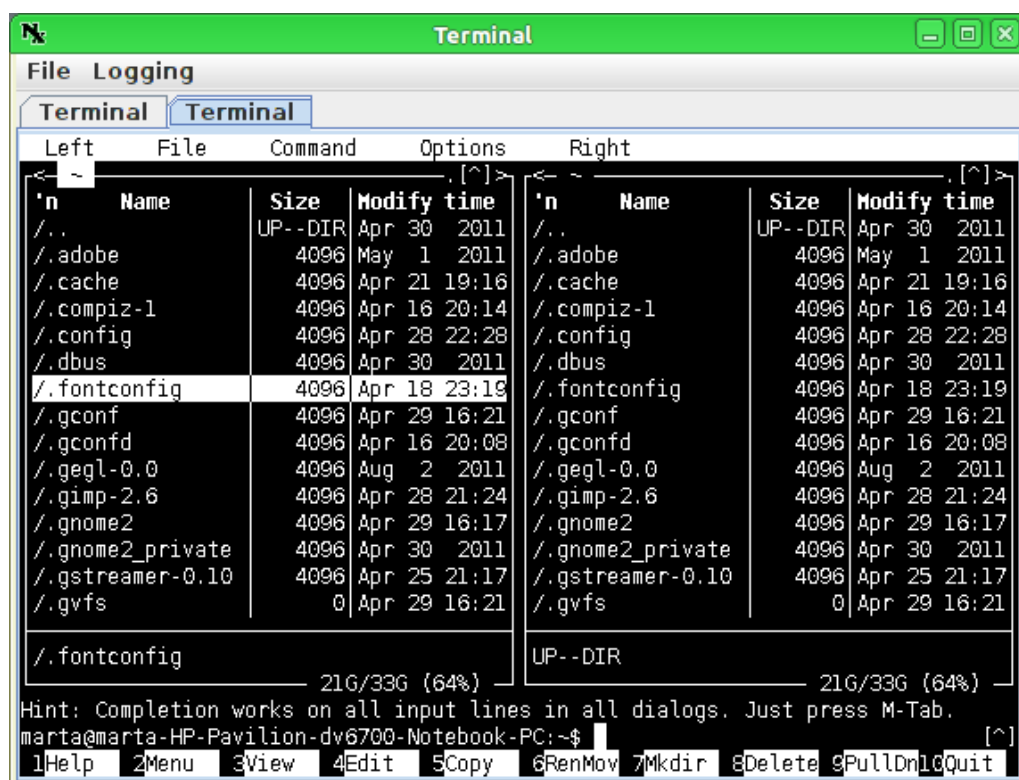 Nx Terminal
File Logging
Terminal Terminal
Left File Command Options Right
<- ~ .[^]> <- ~ .[^]>
'n Name Size Modify time 'n Name Size Modify time
/.. UP--DIR Apr 30 2011 /.. UP--DIR Apr 30 2011
/.adobe 4096 May 1 2011 /.adobe 4096 May 1 2011
/.cache 4096 Apr 21 19:16 /.cache 4096 Apr 21 19:16
/.compiz-1 4096 Apr 16 20:14 /.compiz-1 4096 Apr 16 20:14
/.config 4096 Apr 28 22:28 /.config 4096 Apr 28 22:28
/.dbus 4096 Apr 30 2011 /.dbus 4096 Apr 30 2011
/.fontconfig 4096 Apr 18 23:19 /.fontconfig 4096 Apr 18 23:19
/.gconf 4096 Apr 29 16:21 /.gconf 4096 Apr 29 16:21
/.gconfd 4096 Apr 16 20:08 /.gconfd 4096 Apr 16 20:08
/.gegl-0.0 4096 Aug 2 2011 /.gegl-0.0 4096 Aug 2 2011
/.gimp-2.6 4096 Apr 28 21:24 /.gimp-2.6 4096 Apr 28 21:24
/.gnome2 4096 Apr 29 16:17 /.gnome2 4096 Apr 29 16:17
/.gnome2_private 4096 Apr 30 2011 /.gnome2_private 4096 Apr 30 2011
/.gstreamer-0.10 4096 Apr 25 21:17 /.gstreamer-0.10 4096 Apr 25 21:17
/.gvfs 0 Apr 29 16:21 /.gvfs 0 Apr 29 16:21
/.fontconfig UP--DIR
21G/33G (64%) 21G/33G (64%)
Hint: Completion works on all input lines in all dialogs. Just press M-Tab.
marta@marta-HP-Pavilion-dv6700-Notebook-PC:~$ [^]
1Help 2Menu 3View 4Edit 5Copy 6RenMov 7Mkdir 8Delete 9PullDn10Quit